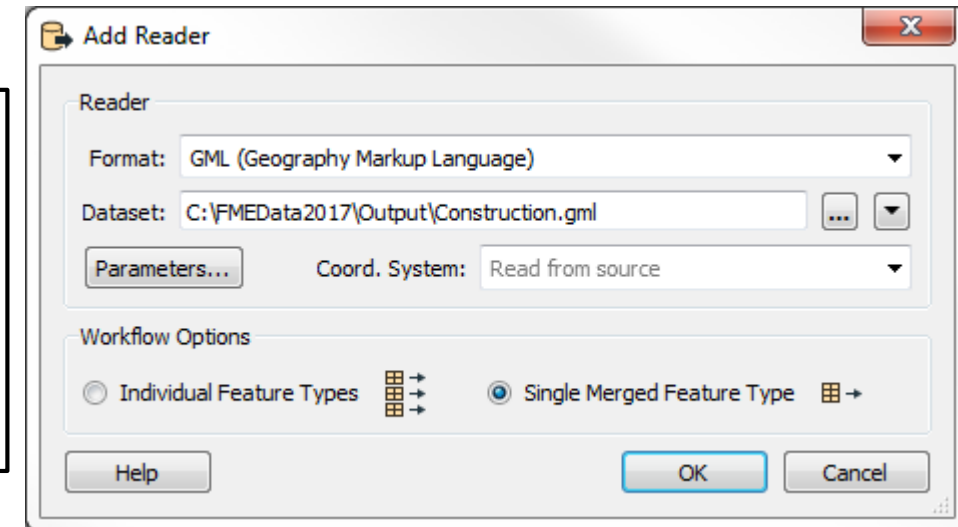 Add Reader
Reader
Format: GML (Geography Markup Language)
Dataset: C:\FMEData2017\Output\Construction.gml ...
Parameters... Coord. System: Read from source
Workflow Options
Individual Feature Types Single Merged Feature Type
Help OK Cancel